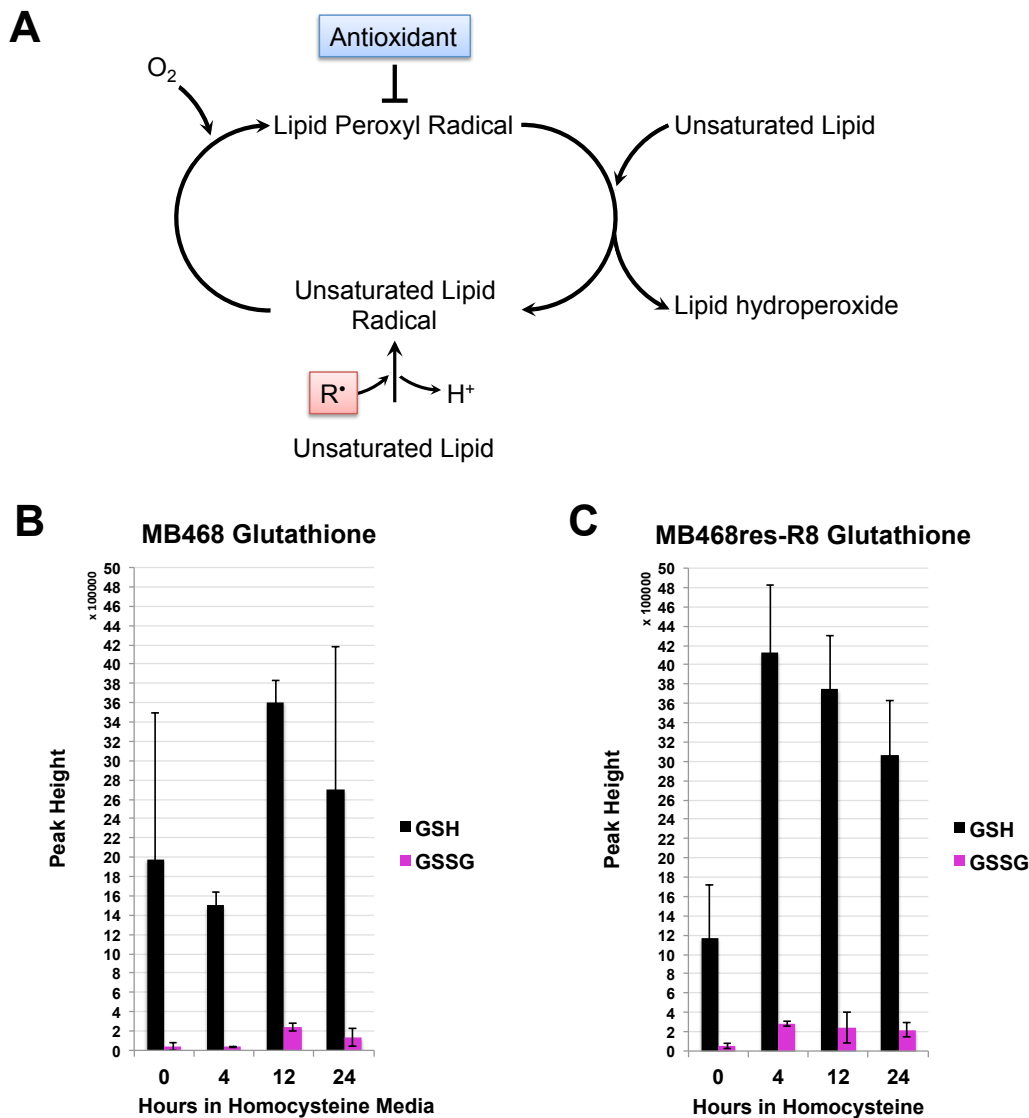 A
Antioxidant
O2
Lipid Peroxyl Radical
Unsaturated Lipid
Unsaturated Lipid
Radical
Lipid hydroperoxide
R•
H+
Unsaturated Lipid
B
MB468 Glutathione
x 100000
50
48
46
44
42
40
38
36
34
32
30
28
26
24
22
20
18
16
14
12
10
8
6
4
2
0
Peak Height
GSH
GSSG
0 4 12 24
Hours in Homocysteine Media
C
MB468res-R8 Glutathione
x 100000
50
48
46
44
42
40
38
36
34
32
30
28
26
24
22
20
18
16
14
12
10
8
6
4
2
0
Peak Height
GSH
GSSG
0 4 12 24
Hours in Homocysteine